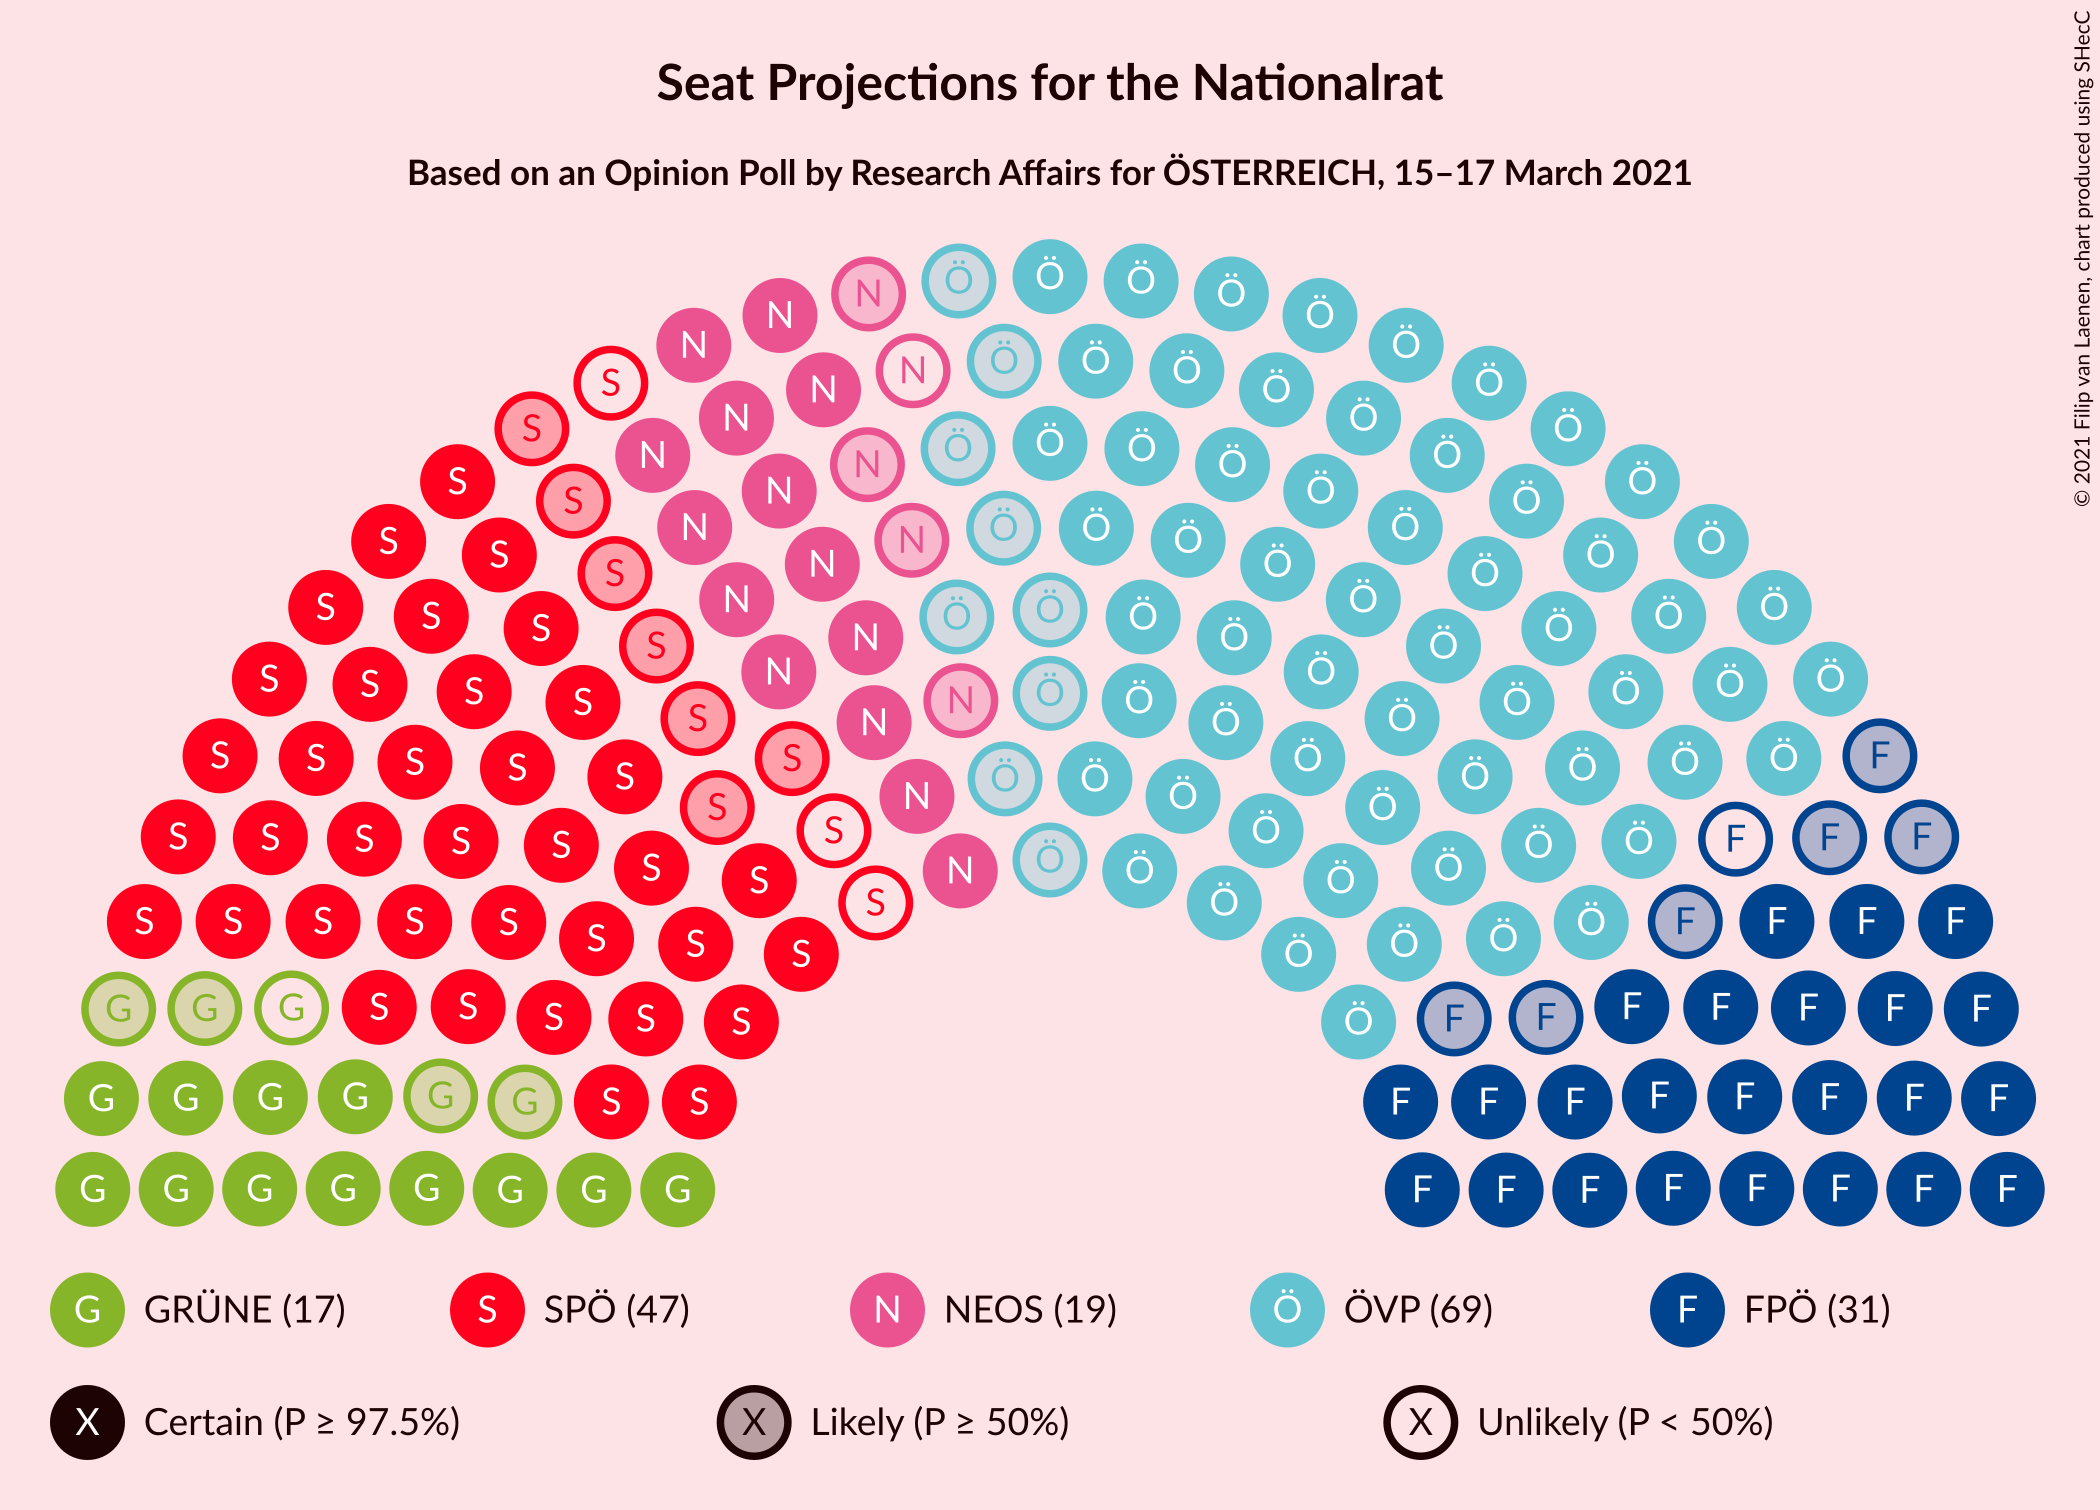 Seat Projections for the Nationalrat
Based on an Opinion Poll by Research Affairs for ÖSTERREICH, 15–17 March 2021
© 2021 Filip van Laenen, chart produced using SHecC
N N N Ö Ö Ö Ö Ö Ö
S S N N N Ö Ö Ö Ö Ö Ö Ö
S S N N N Ö Ö Ö Ö Ö Ö Ö
S S S N N N Ö Ö Ö Ö Ö Ö Ö Ö
S S S S N N Ö Ö Ö Ö Ö Ö Ö Ö Ö
S S S S S N N N Ö Ö Ö Ö Ö Ö Ö Ö Ö Ö
S S S S S S S N Ö Ö Ö Ö Ö Ö Ö Ö F
S S S S S S S S N Ö Ö Ö Ö Ö Ö Ö F F F
S S S S S S S S S Ö Ö Ö Ö Ö F F F F
G G G S S S S S Ö F F F F F F F
G G G G G G S S F F F F F F F F
G G G G G G G G F F F F F F F F
G GRÜNE (17) S SPÖ (47) N NEOS (19) Ö ÖVP (69) F FPÖ (31)
X Certain (P ≥ 97.5%) X Likely (P ≥ 50%) X Unlikely (P < 50%)